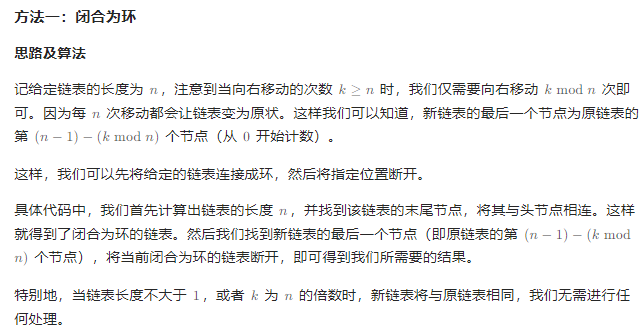 方法一：闭合为环
思路及算法
记给定链表的长度为 n，注意到当向右移动的次数 k ≥ n 时，我们仅需要向右移动 k mod n 次即
可。因为每 n 次移动都会让链表变为原状。这样我们可以知道，新链表的最后一个节点为原链表的
第 (n − 1) − (k mod n) 个节点（从 0 开始计数）。
这样，我们可以先将给定的链表连接成环，然后将指定位置断开。
具体代码中，我们首先计算出链表的长度 n，并找到该链表的末尾节点，将其与头节点相连。这样
就得到了闭合为环的链表。然后我们找到新链表的最后一个节点（即原链表的第 (n − 1) − (k mod
n) 个节点），将当前闭合为环的链表断开，即可得到我们所需要的结果。
特别地，当链表长度不大于 1，或者 k 为 n 的倍数时，新链表将与原链表相同，我们无需进行任
何处理。